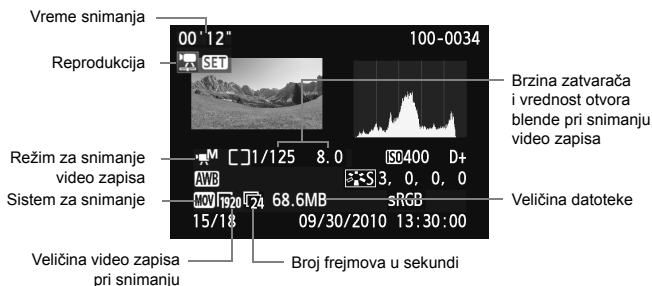 Vreme snimanja
00'12"
100-0034
Reprodukcija
SET
Brzina zatvarača
i vrednost otvora
blende pri snimanju
video zapisa
Režim za snimanje
video zapisa
M
1/125 8.0
ISO400 D+
AWB
S 3, 0, 0, 0
Sistem za snimanje
MOV 1920 24 68.6MB sRGB
Veličina datoteke
15/18 09/30/2010 13:30:00
Veličina video zapisa
pri snimanju
Broj frejmova u sekundi